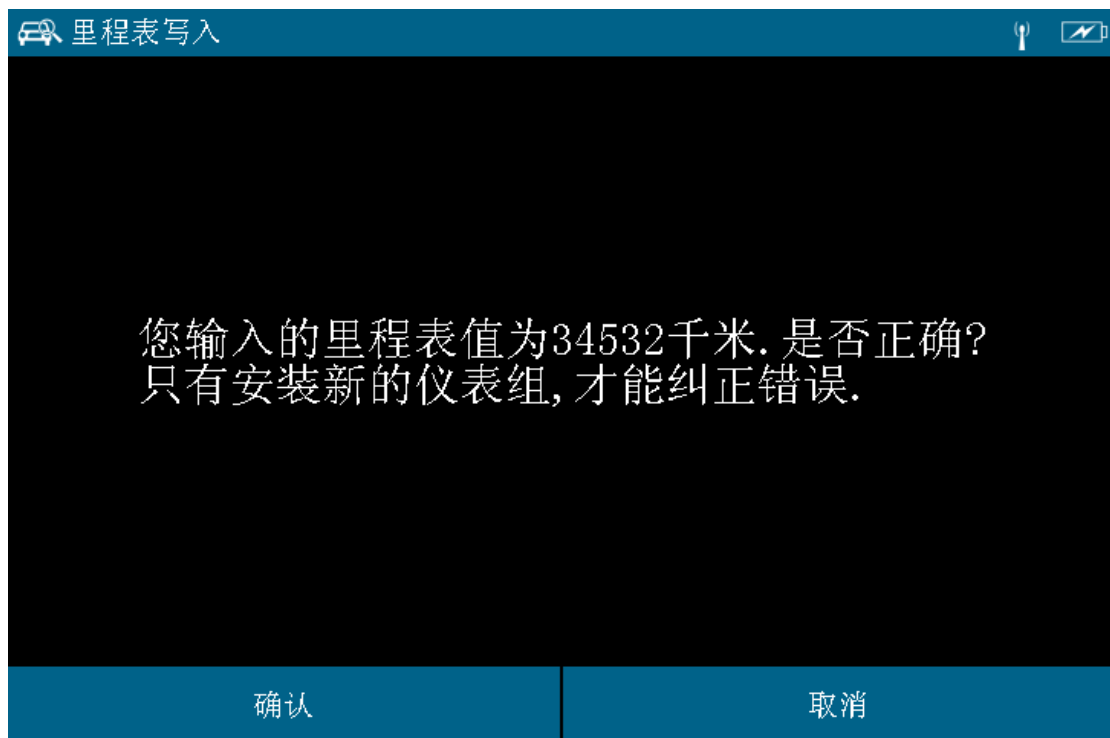 里程表写入
您输入的里程表值为34532千米.是否正确?
只有安装新的仪表组,才能纠正错误.
确认
取消